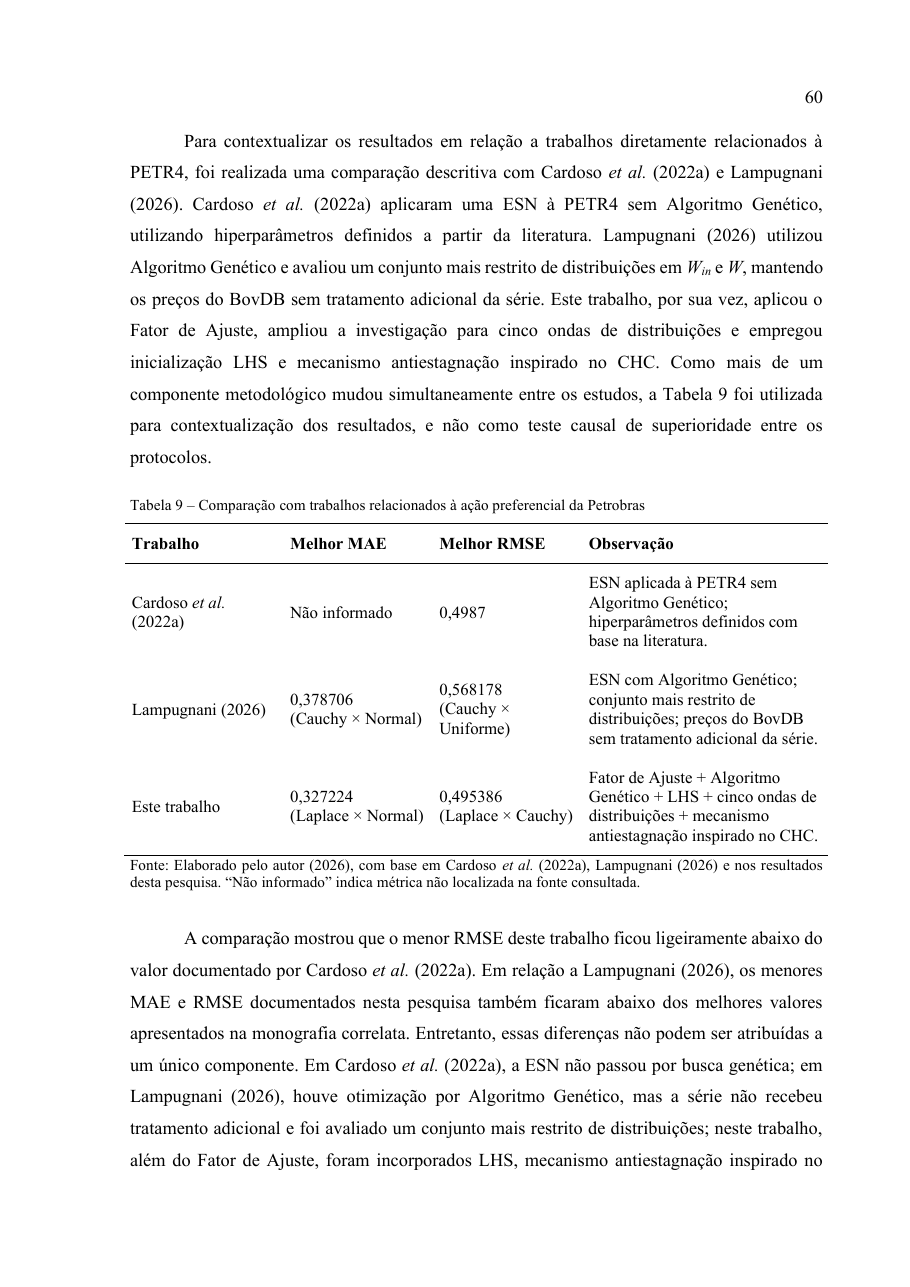 60
Para contextualizar os resultados em relação a trabalhos diretamente relacionados à
PETR4, foi realizada uma comparação descritiva com Cardoso et al. (2022a) e Lampugnani
(2026). Cardoso et al. (2022a) aplicaram uma ESN à PETR4 sem Algoritmo Genético,
utilizando hiperparâmetros definidos a partir da literatura. Lampugnani (2026) utilizou
Algoritmo Genético e avaliou um conjunto mais restrito de distribuições em Win e W, mantendo
os preços do BovDB sem tratamento adicional da série. Este trabalho, por sua vez, aplicou o
Fator de Ajuste, ampliou a investigação para cinco ondas de distribuições e empregou
inicialização LHS e mecanismo antiestagnação inspirado no CHC. Como mais de um
componente metodológico mudou simultaneamente entre os estudos, a Tabela 9 foi utilizada
para contextualização dos resultados, e não como teste causal de superioridade entre os
protocolos.
Tabela 9 – Comparação com trabalhos relacionados à ação preferencial da Petrobras
Trabalho Melhor MAE Melhor RMSE Observação
Cardoso et al.
(2022a)
Não informado
0,4987
ESN aplicada à PETR4 sem
Algoritmo Genético;
hiperparâmetros definidos com
base na literatura.
Lampugnani (2026)
0,378706
(Cauchy × Normal)
0,568178
(Cauchy ×
Uniforme)
ESN com Algoritmo Genético;
conjunto mais restrito de
distribuições; preços do BovDB
sem tratamento adicional da série.
Este trabalho
0,327224
(Laplace × Normal)
0,495386
(Laplace × Cauchy)
Fator de Ajuste + Algoritmo
Genético + LHS + cinco ondas de
distribuições + mecanismo
antiestagnação inspirado no CHC.
Fonte: Elaborado pelo autor (2026), com base em Cardoso et al. (2022a), Lampugnani (2026) e nos resultados
desta pesquisa. “Não informado” indica métrica não localizada na fonte consultada.
A comparação mostrou que o menor RMSE deste trabalho ficou ligeiramente abaixo do
valor documentado por Cardoso et al. (2022a). Em relação a Lampugnani (2026), os menores
MAE e RMSE documentados nesta pesquisa também ficaram abaixo dos melhores valores
apresentados na monografia correlata. Entretanto, essas diferenças não podem ser atribuídas a
um único componente. Em Cardoso et al. (2022a), a ESN não passou por busca genética; em
Lampugnani (2026), houve otimização por Algoritmo Genético, mas a série não recebeu
tratamento adicional e foi avaliado um conjunto mais restrito de distribuições; neste trabalho,
além do Fator de Ajuste, foram incorporados LHS, mecanismo antiestagnação inspirado no